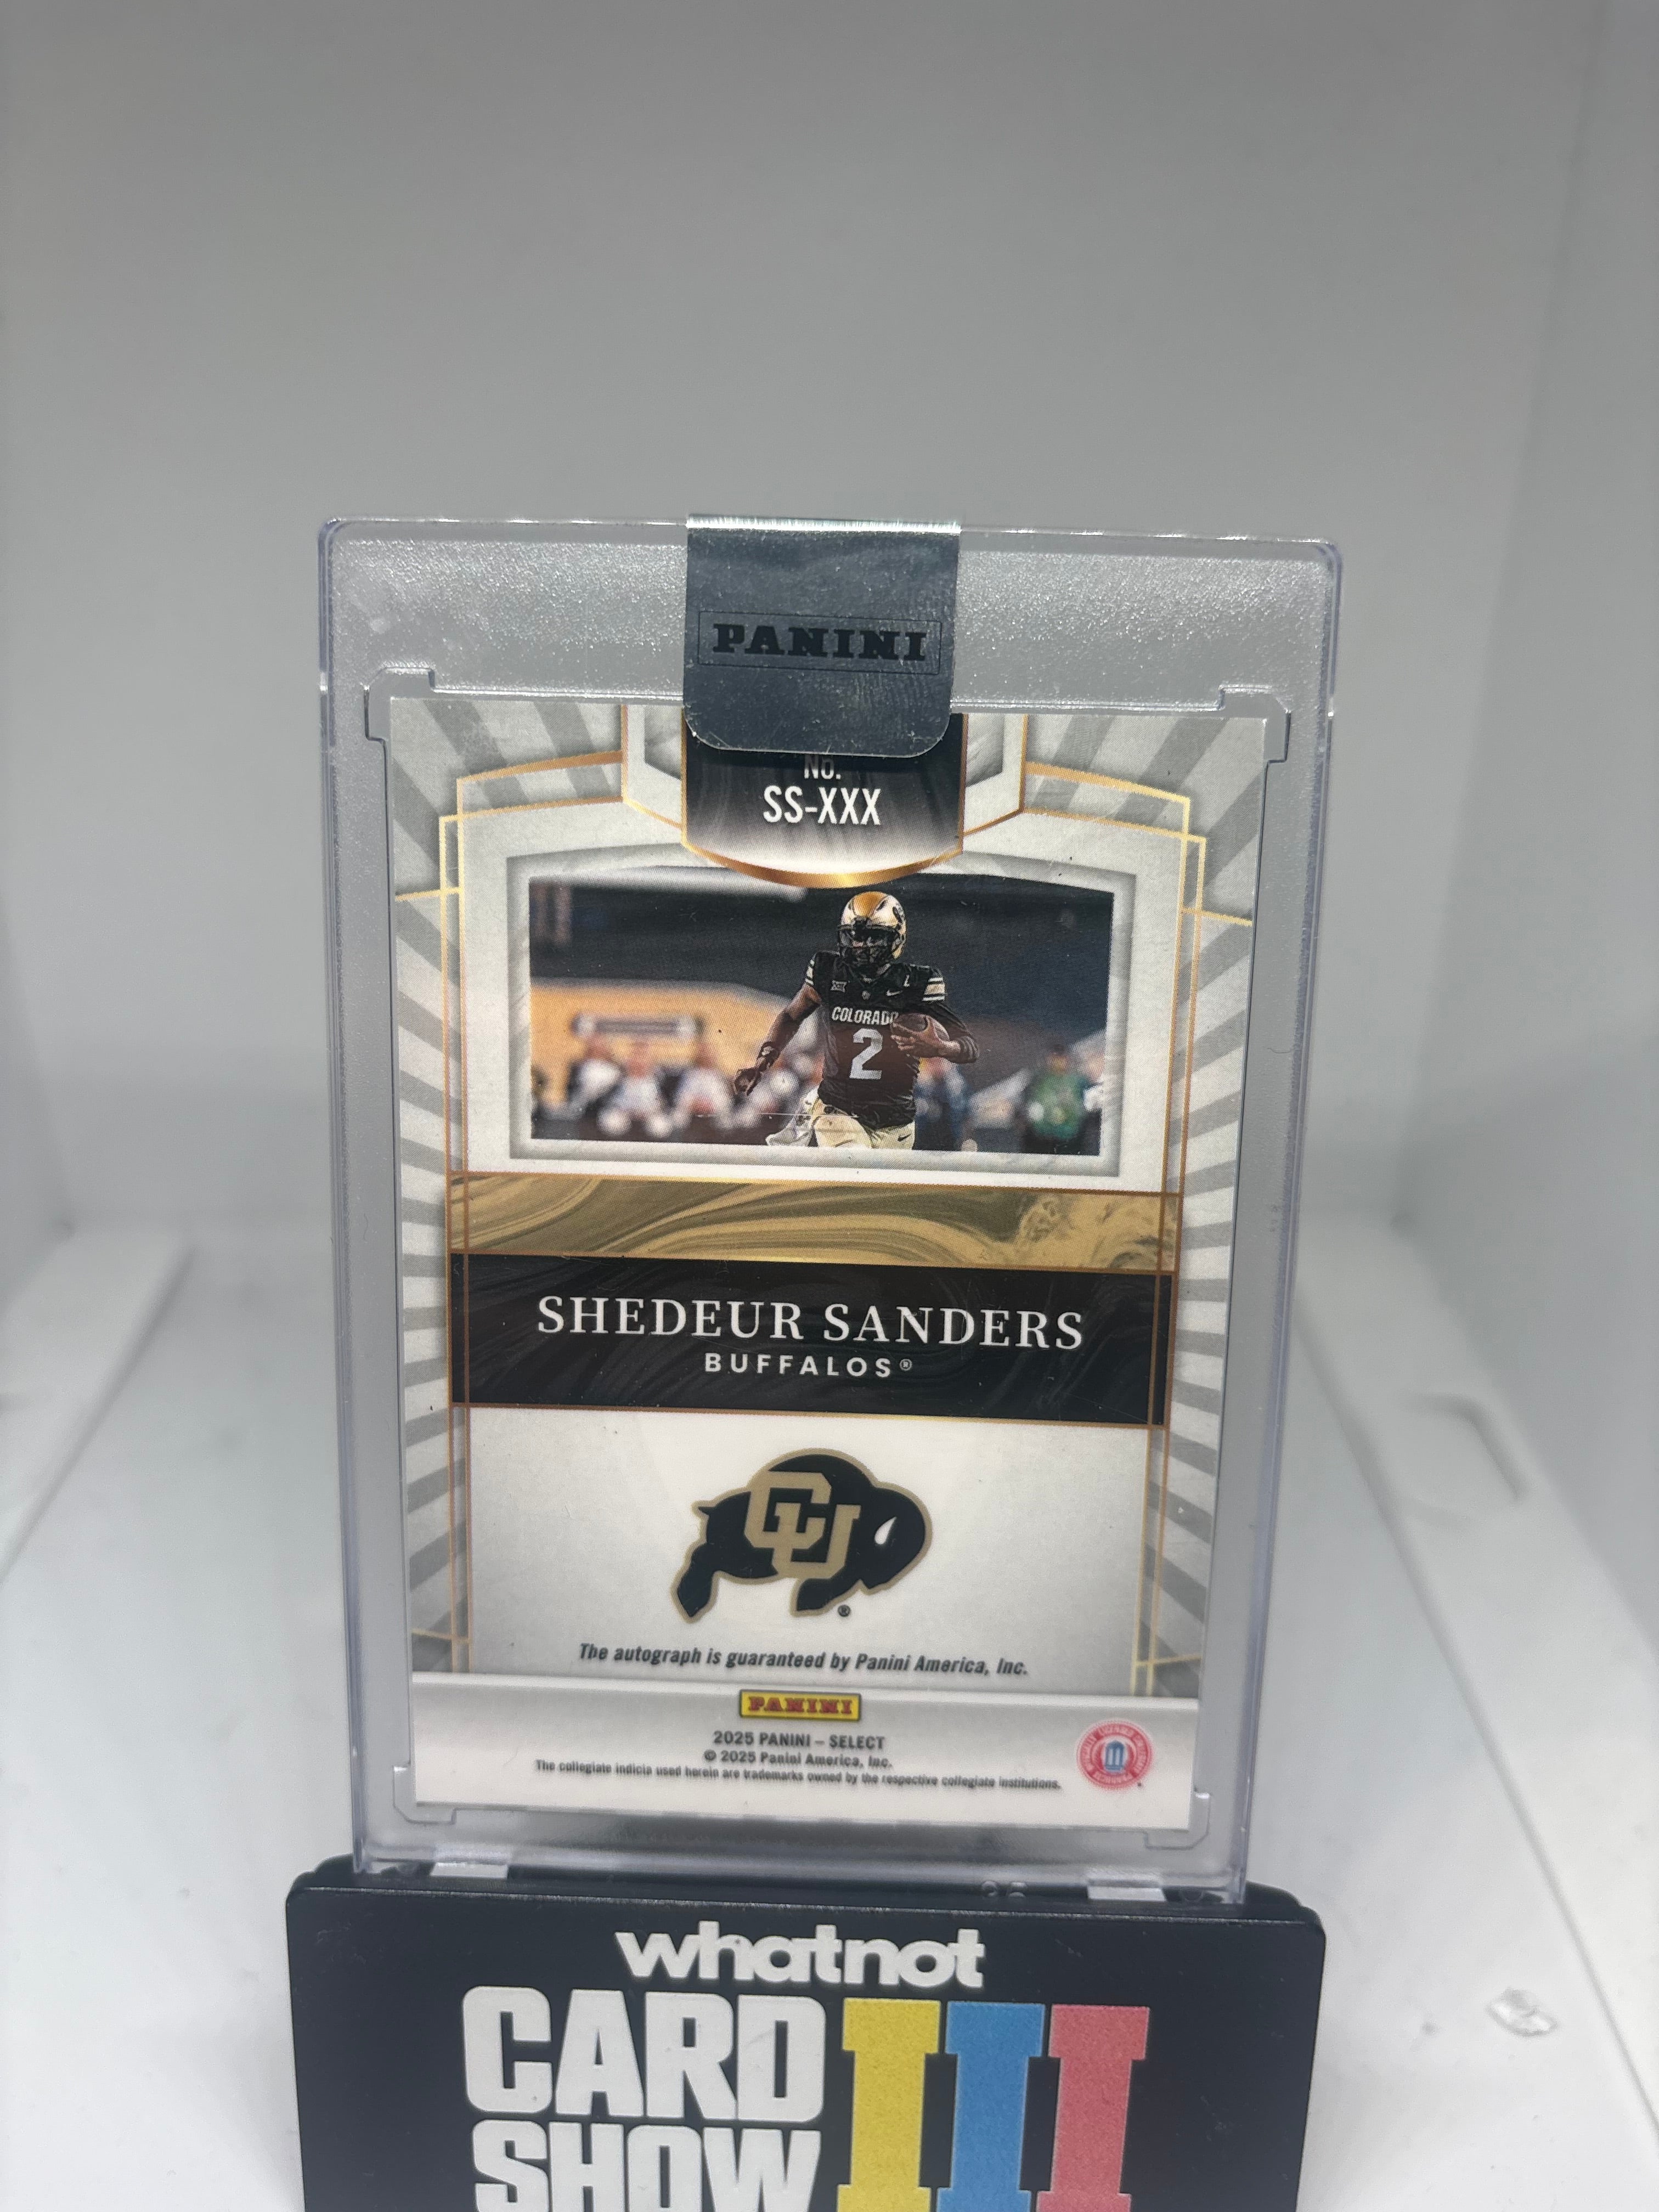 PANINI
No.
SS-XXX
COLORADO
2
SHEDEUR SANDERS
BUFFALOS®
CU
®
The autograph is guaranteed by Panini America, Inc.
PANINI
2025 PANINI – SELECT
© 2025 Panini America, Inc.
The collegiate indicia used herein are trademarks owned by the respective collegiate institutions.
whatnot
CARD
SHOW
III